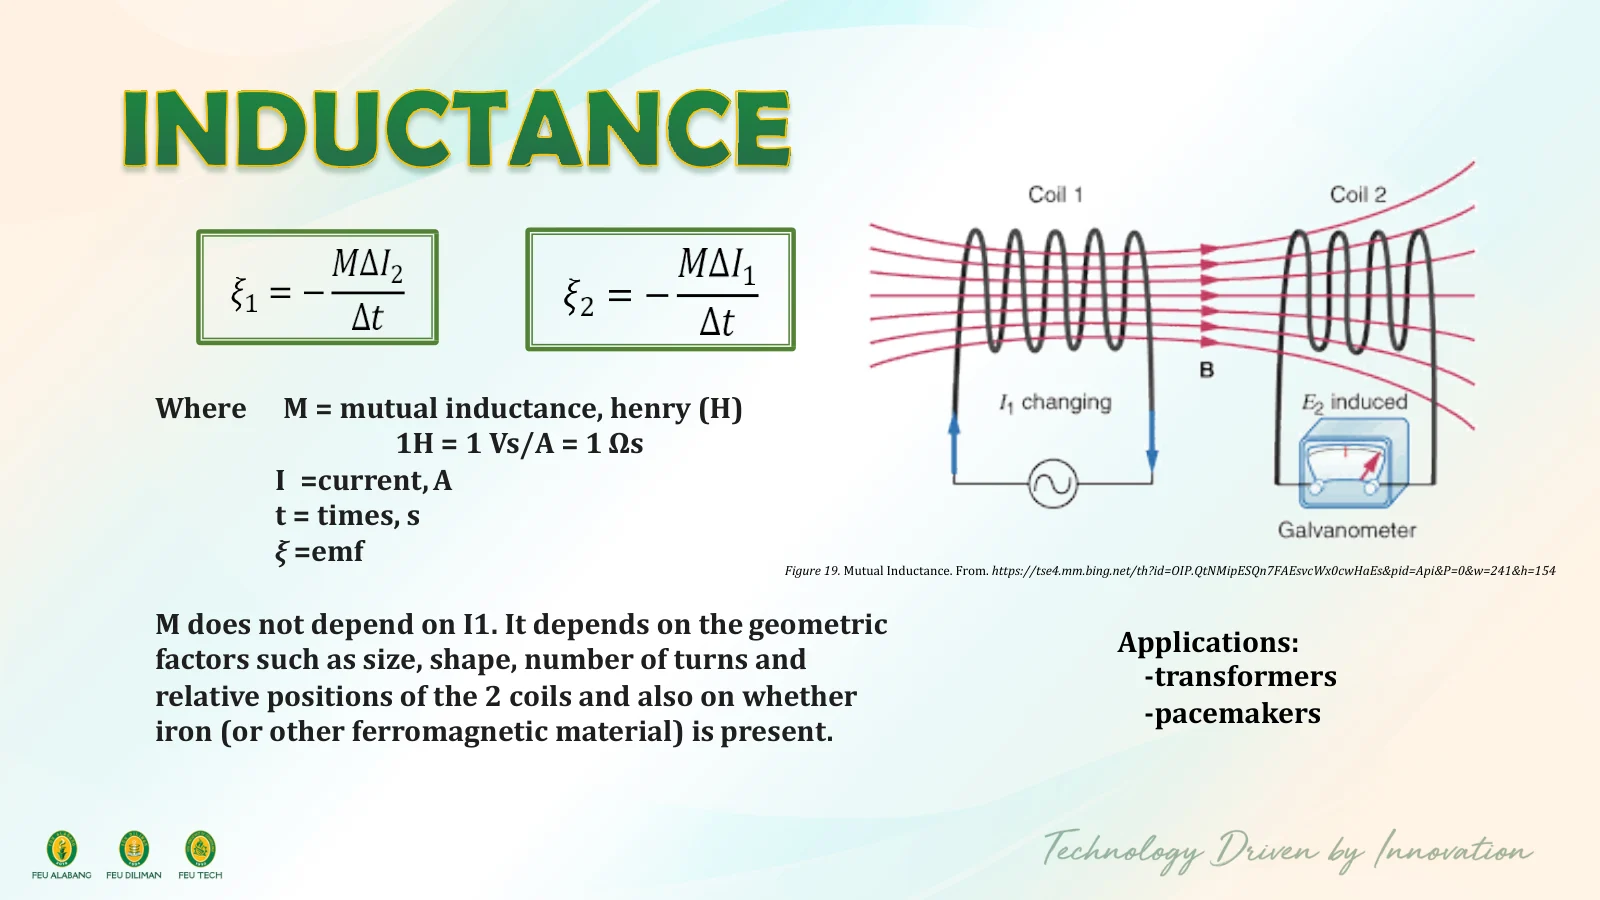 INDUCTANCE
ξ₁ = − MΔI₂ / Δt
ξ₂ = − MΔI₁ / Δt
Where M = mutual inductance, henry (H)
1H = 1 Vs/A = 1 Ωs
I =current, A
t = times, s
ξ =emf
M does not depend on I1. It depends on the geometric
factors such as size, shape, number of turns and
relative positions of the 2 coils and also on whether
iron (or other ferromagnetic material) is present.
Coil 1
Coil 2
B
I₁ changing
E₂ induced
Galvanometer
Figure 19. Mutual Inductance. From. https://tse4.mm.bing.net/th?id=OIP.QtNMipESQn7FAEsvcWx0cwHaEs&pid=Api&P=0&w=241&h=154
Applications:
-transformers
-pacemakers
FEU ALABANG
FEU DILIMAN
FEU TECH
Technology Driven by Innovation